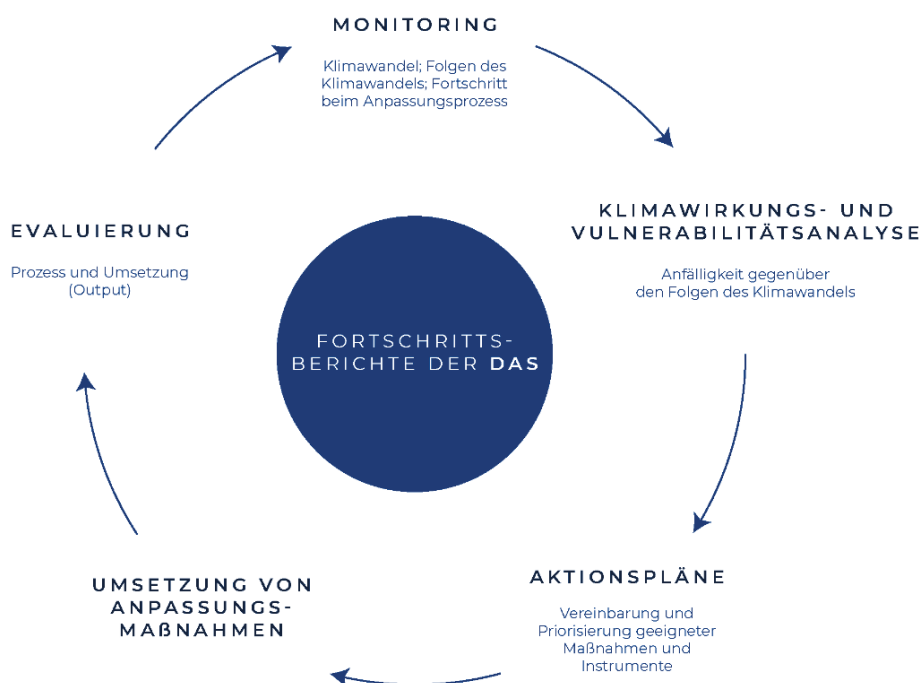 MONITORING
Klimawandel; Folgen des
Klimawandels; Fortschritt
beim Anpassungsprozess
KLIMAWIRKUNGS- UND
VULNERABILITÄTSANALYSE
Anfälligkeit gegenüber
den Folgen des Klimawandels
AKTIONSPLÄNE
Vereinbarung und
Priorisierung geeigneter
Maßnahmen und
Instrumente
UMSETZUNG VON
ANPASSUNGS-
MAßNAHMEN
EVALUIERUNG
Prozess und Umsetzung
(Output)
FORTSCHRITTS-
BERICHTE DER DAS